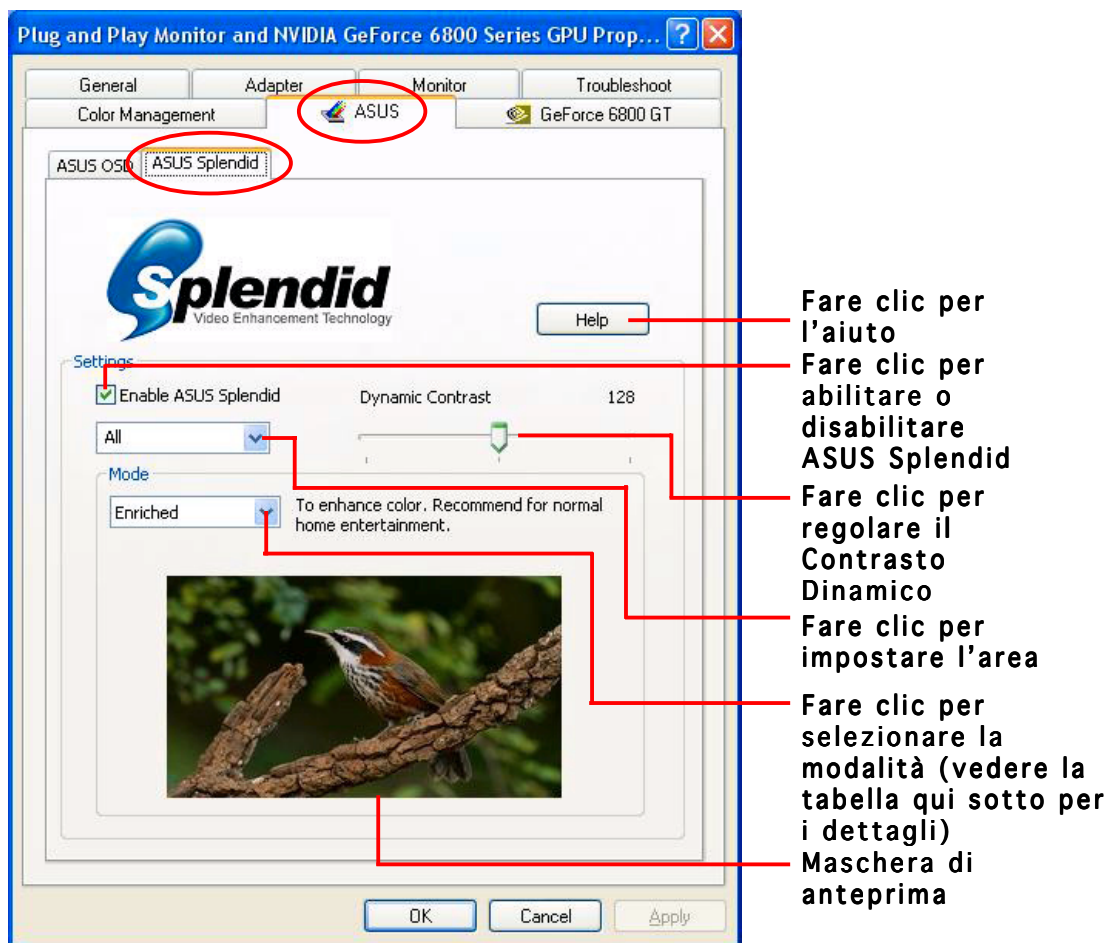 Plug and Play Monitor and NVIDIA GeForce 6800 Series GPU Prop...
General Adapter Monitor Troubleshoot
Color Management ASUS GeForce 6800 GT
ASUS OSD ASUS Splendid
Splendid
Video Enhancement Technology
Help
Settings
Enable ASUS Splendid
Dynamic Contrast 128
All
Mode
Enriched
To enhance color. Recommend for normal
home entertainment.
OK Cancel Apply
Fare clic per
l'aiuto
Fare clic per
abilitare o
disabilitare
ASUS Splendid
Fare clic per
regolare il
Contrasto
Dinamico
Fare clic per
impostare l'area
Fare clic per
selezionare la
modalità (vedere la
tabella qui sotto per
i dettagli)
Maschera di
anteprima